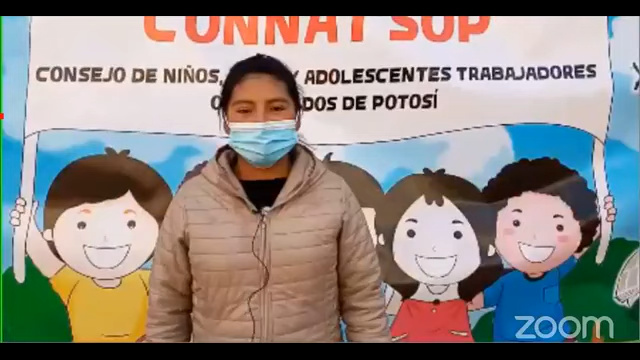 CONNAT'SOP
CONSEJO DE NIÑOS, Y ADOLESCENTES TRABAJADORES
DE POTOSÍ
zoom